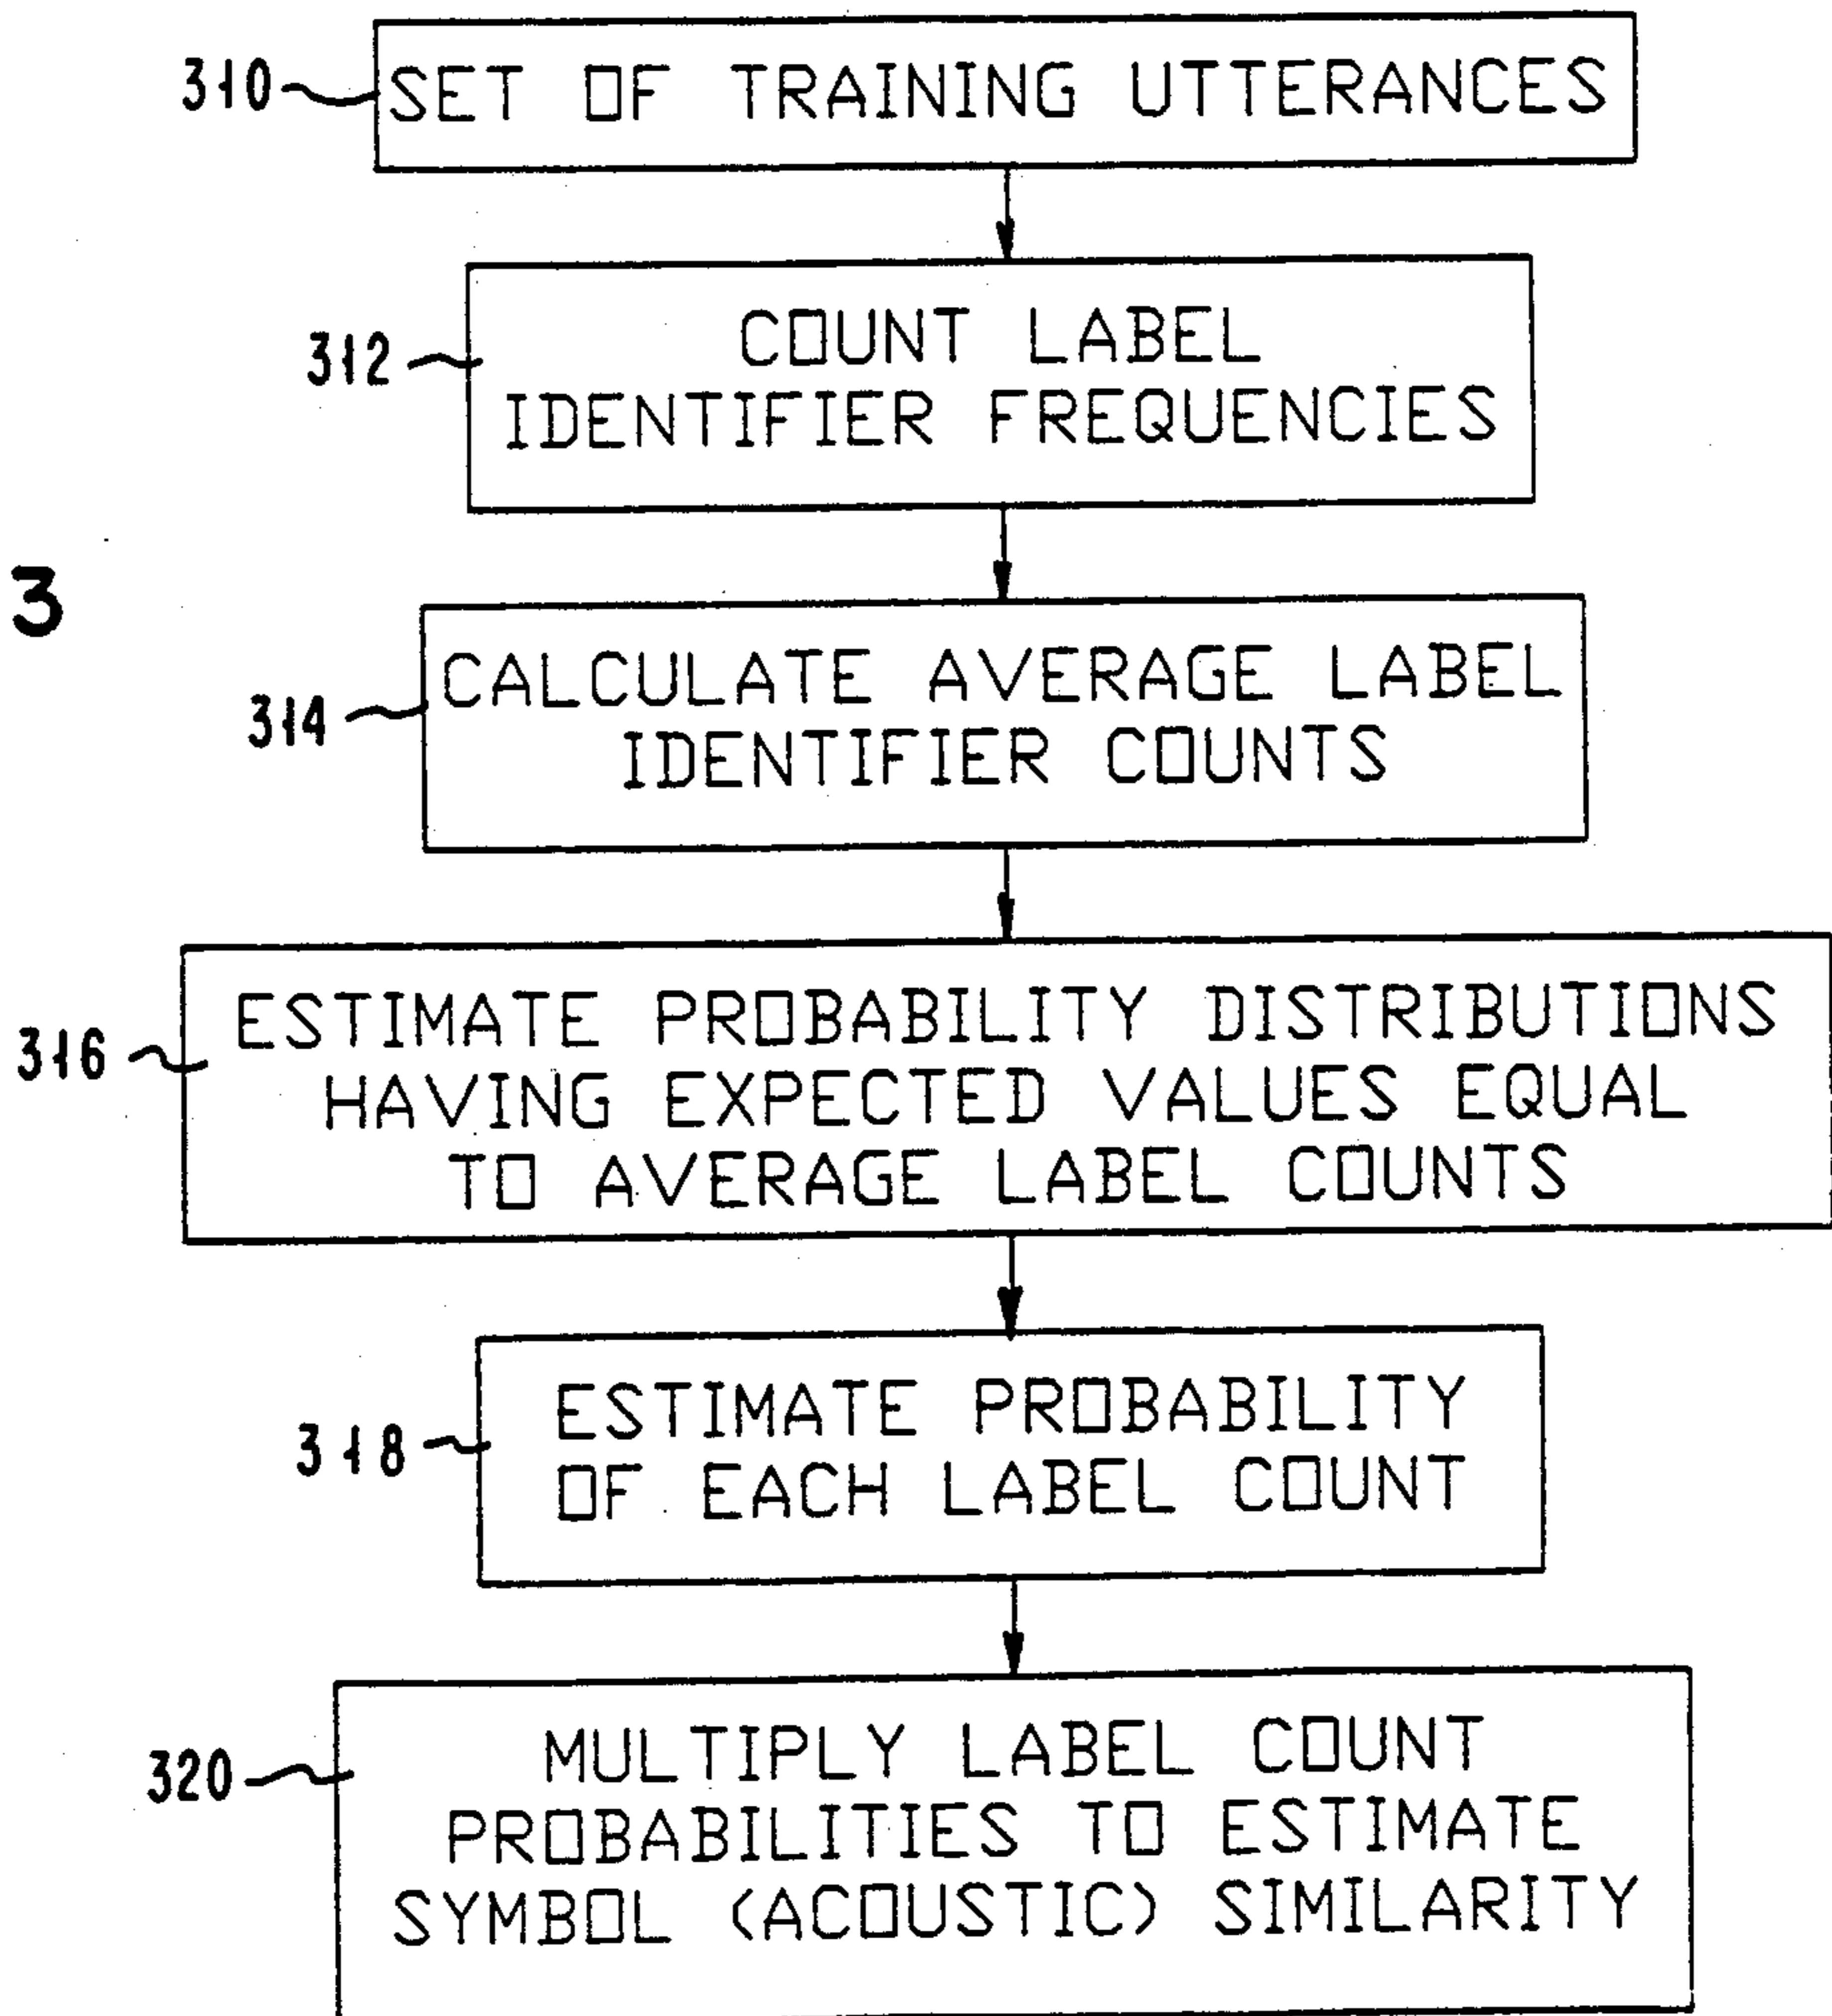 310
SET OF TRAINING UTTERANCES
312
COUNT LABEL
IDENTIFIER FREQUENCIES
3
314
CALCULATE AVERAGE LABEL
IDENTIFIER COUNTS
316
ESTIMATE PROBABILITY DISTRIBUTIONS
HAVING EXPECTED VALUES EQUAL
TO AVERAGE LABEL COUNTS
318
ESTIMATE PROBABILITY
OF EACH LABEL COUNT
320
MULTIPLY LABEL COUNT
PROBABILITIES TO ESTIMATE
SYMBOL (ACOUSTIC) SIMILARITY